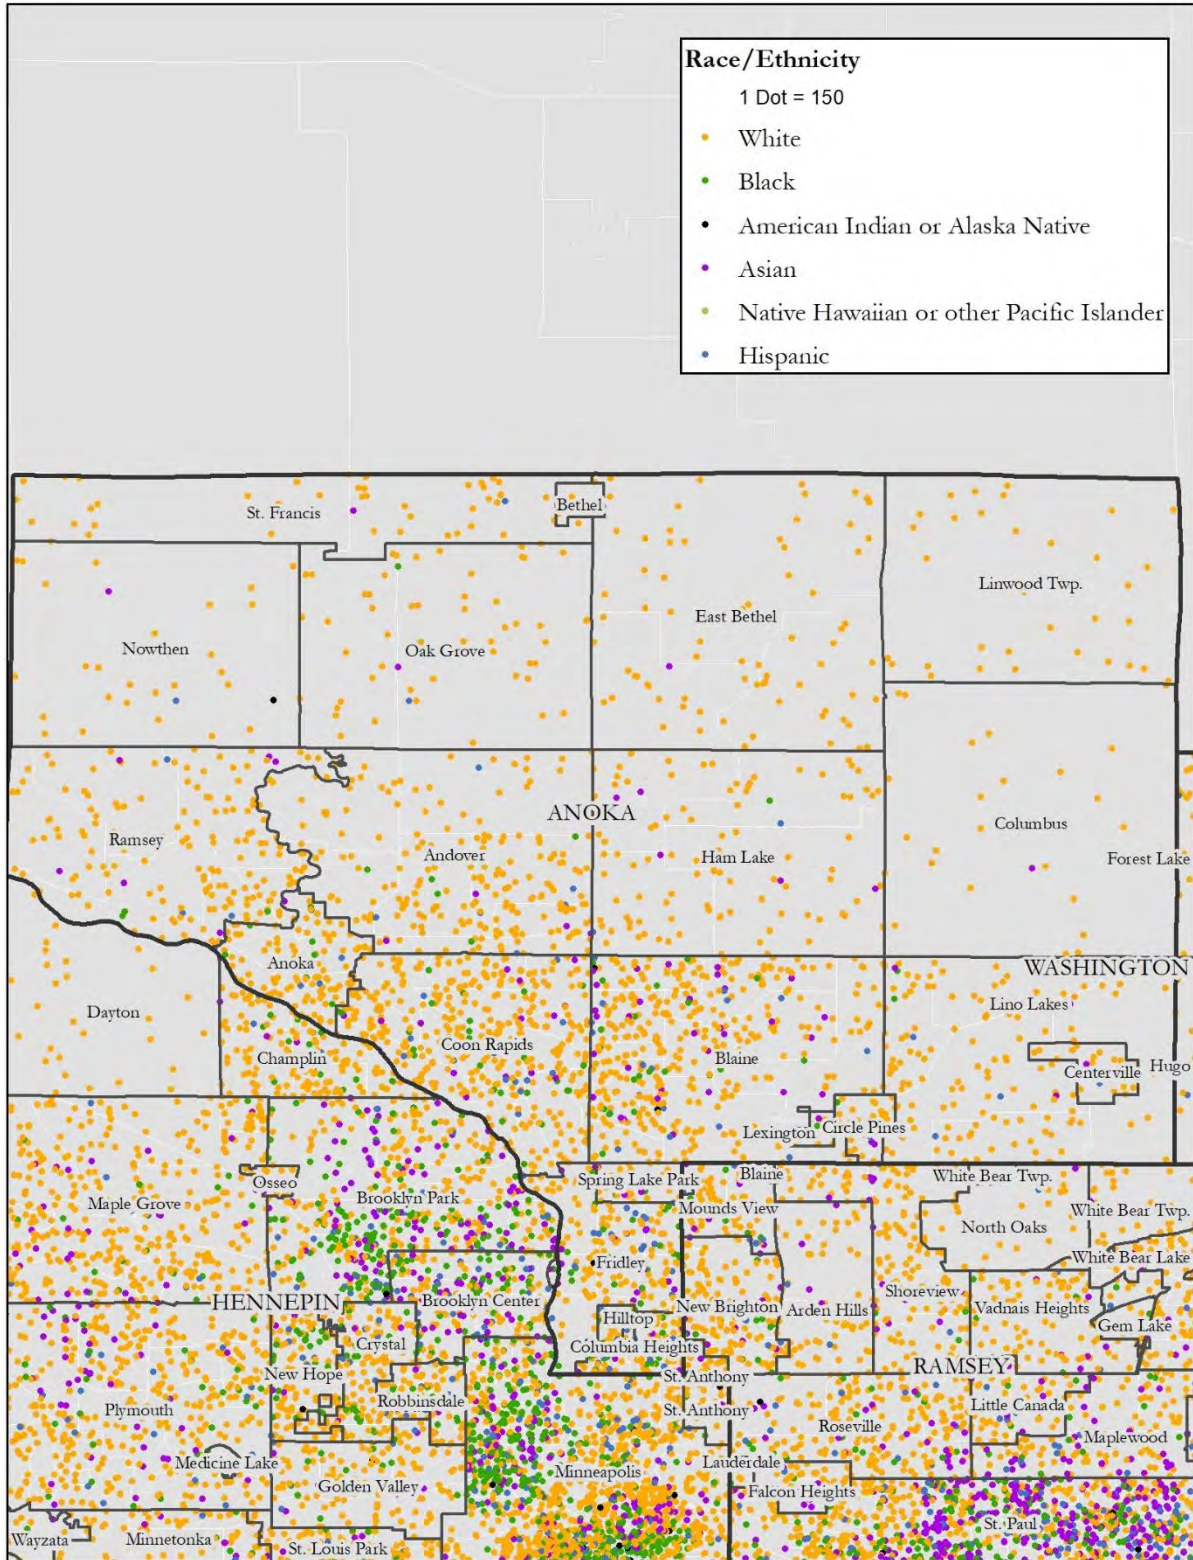 Race/Ethnicity
1 Dot = 150
White
Black
American Indian or Alaska Native
Asian
Native Hawaiian or other Pacific Islander
Hispanic
St. Francis
Bethel
Linwood Twp.
East Bethel
Nowthen
Oak Grove
ANOKA
Columbus
Ramsey
Andover
Ham Lake
Forest Lake
Anoka
WASHINGTON
Lino Lakes
Dayton
Coon Rapids
Champlin
Blaine
Centerville
Hugo
Lexington
Circle Pines
Osseo
Spring Lake Park
Blaine
White Bear Twp.
Maple Grove
Brooklyn Park
Mounds View
North Oaks
White Bear Twp.
Fridley
White Bear Lake
HENNEPIN
Brooklyn Center
New Brighton
Arden Hills
Shoreview
Vadnais Heights
Hilltop
Gem Lake
Crystal
Columbia Heights
New Hope
St. Anthony
RAMSEY
Robbinsdale
Plymouth
St. Anthony
Little Canada
Roseville
Maplewood
Medicine Lake
Minneapolis
Lauderdale
Golden Valley
Falcon Heights
St. Paul
Wayzata
Minnetonka
St. Louis Park